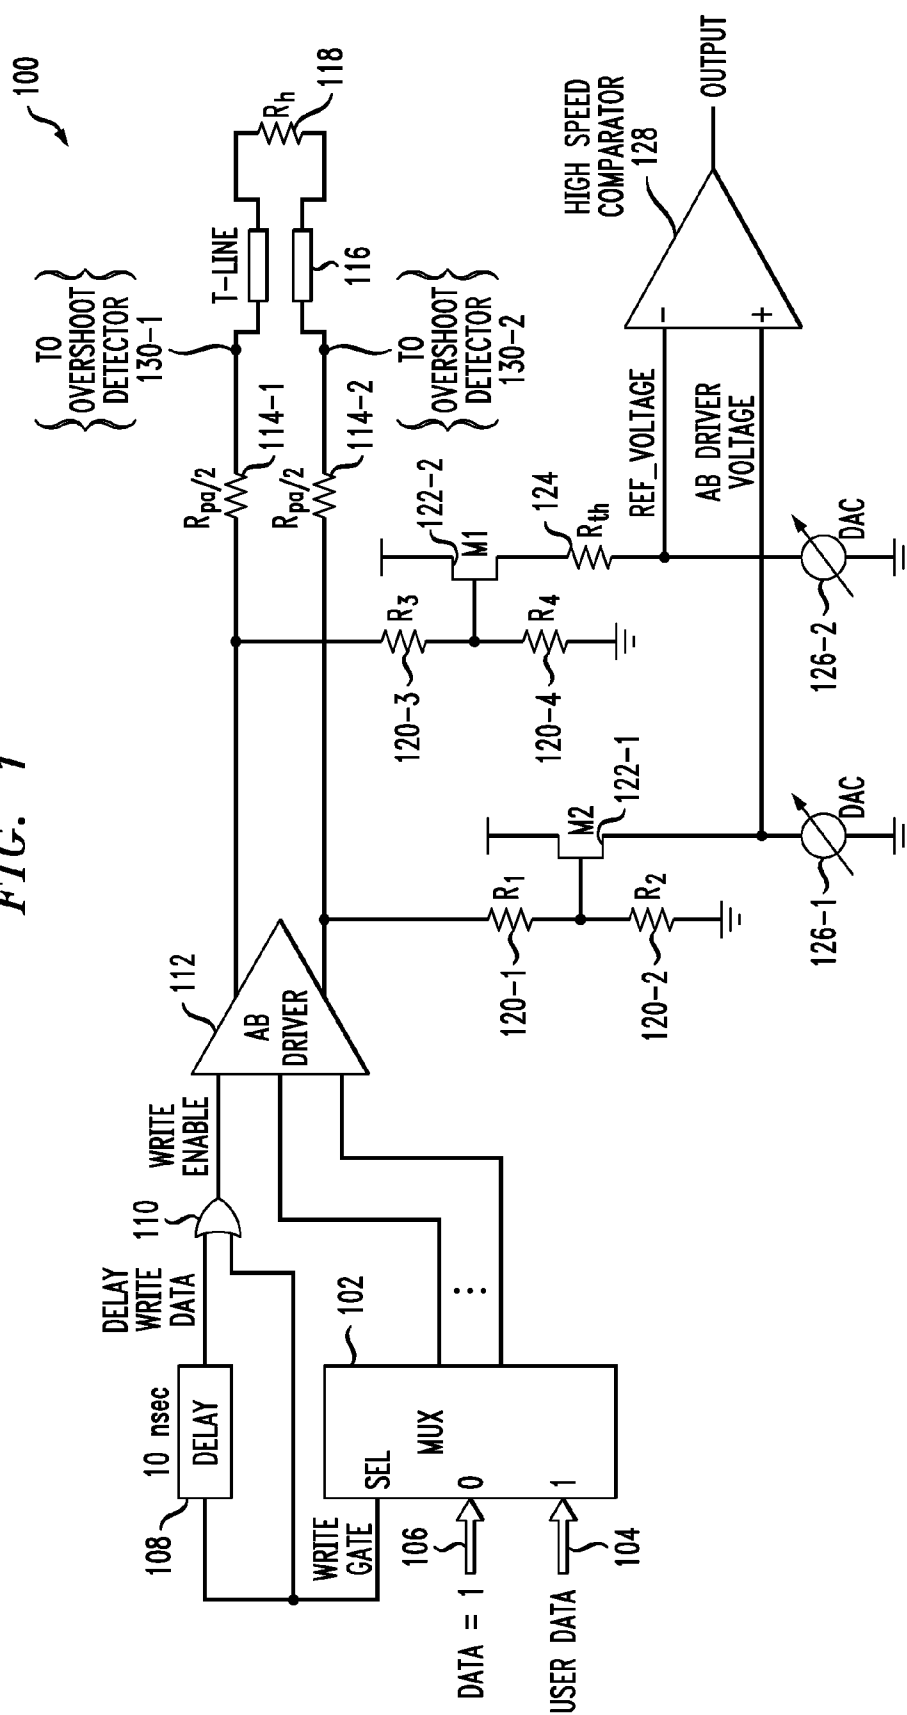 FIG. 1
100
10 nsec
DELAY
108
DELAY
WRITE
DATA
110
WRITE
ENABLE
112
AB
DRIVER
WRITE
GATE
SEL
MUX
102
0
1
...
DATA = 1
106
USER DATA
104
TO
OVERSHOOT
DETECTOR
130-1
Rpa/2
114-1
Rpa/2
114-2
T-LINE
116
Rh
118
TO
OVERSHOOT
DETECTOR
130-2
R3
120-3
R4
120-4
M1
122-2
Rth
124
R1
120-1
R2
120-2
M2
122-1
REF_VOLTAGE
AB DRIVER
VOLTAGE
DAC
126-1
DAC
126-2
HIGH SPEED
COMPARATOR
128
-
+
OUTPUT